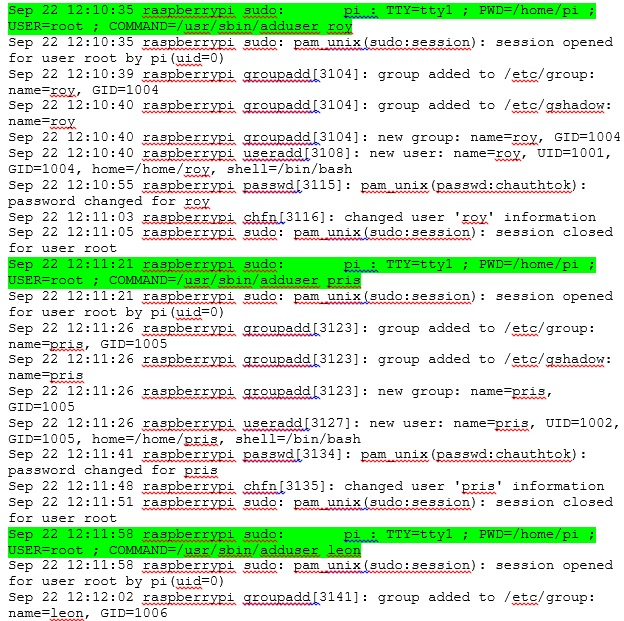 Sep 22 12:10:35 raspberrypi sudo:       pi : TTY=tty1 ; PWD=/home/pi ;
USER=root ; COMMAND=/usr/sbin/adduser roy
Sep 22 12:10:35 raspberrypi sudo: pam_unix(sudo:session): session opened
for user root by pi(uid=0)
Sep 22 12:10:39 raspberrypi groupadd[3104]: group added to /etc/group:
name=roy, GID=1004
Sep 22 12:10:40 raspberrypi groupadd[3104]: group added to /etc/gshadow:
name=roy
Sep 22 12:10:40 raspberrypi groupadd[3104]: new group: name=roy, GID=1004
Sep 22 12:10:40 raspberrypi useradd[3108]: new user: name=roy, UID=1001,
GID=1004, home=/home/roy, shell=/bin/bash
Sep 22 12:10:55 raspberrypi passwd[3115]: pam_unix(passwd:chauthtok):
password changed for roy
Sep 22 12:11:03 raspberrypi chfn[3116]: changed user 'roy' information
Sep 22 12:11:05 raspberrypi sudo: pam_unix(sudo:session): session closed
for user root
Sep 22 12:11:21 raspberrypi sudo:       pi : TTY=tty1 ; PWD=/home/pi ;
USER=root ; COMMAND=/usr/sbin/adduser pris
Sep 22 12:11:21 raspberrypi sudo: pam_unix(sudo:session): session opened
for user root by pi(uid=0)
Sep 22 12:11:26 raspberrypi groupadd[3123]: group added to /etc/group:
name=pris, GID=1005
Sep 22 12:11:26 raspberrypi groupadd[3123]: group added to /etc/gshadow:
name=pris
Sep 22 12:11:26 raspberrypi groupadd[3123]: new group: name=pris,
GID=1005
Sep 22 12:11:26 raspberrypi useradd[3127]: new user: name=pris, UID=1002,
GID=1005, home=/home/pris, shell=/bin/bash
Sep 22 12:11:41 raspberrypi passwd[3134]: pam_unix(passwd:chauthtok):
password changed for pris
Sep 22 12:11:48 raspberrypi chfn[3135]: changed user 'pris' information
Sep 22 12:11:51 raspberrypi sudo: pam_unix(sudo:session): session closed
for user root
Sep 22 12:11:58 raspberrypi sudo:       pi : TTY=tty1 ; PWD=/home/pi ;
USER=root ; COMMAND=/usr/sbin/adduser leon
Sep 22 12:11:58 raspberrypi sudo: pam_unix(sudo:session): session opened
for user root by pi(uid=0)
Sep 22 12:12:02 raspberrypi groupadd[3141]: group added to /etc/group:
name=leon, GID=1006